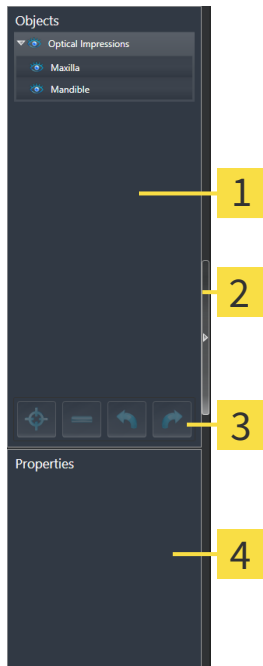 Objects
Optical Impressions
Maxilla
Mandible
1
2
3
Properties
4